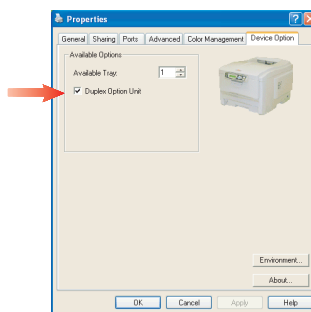 Properties
General Sharing Ports Advanced Color Management Device Option
Available Options
Available Tray: 1
Duplex Option Unit
Environment...
About...
OK Cancel Apply Help